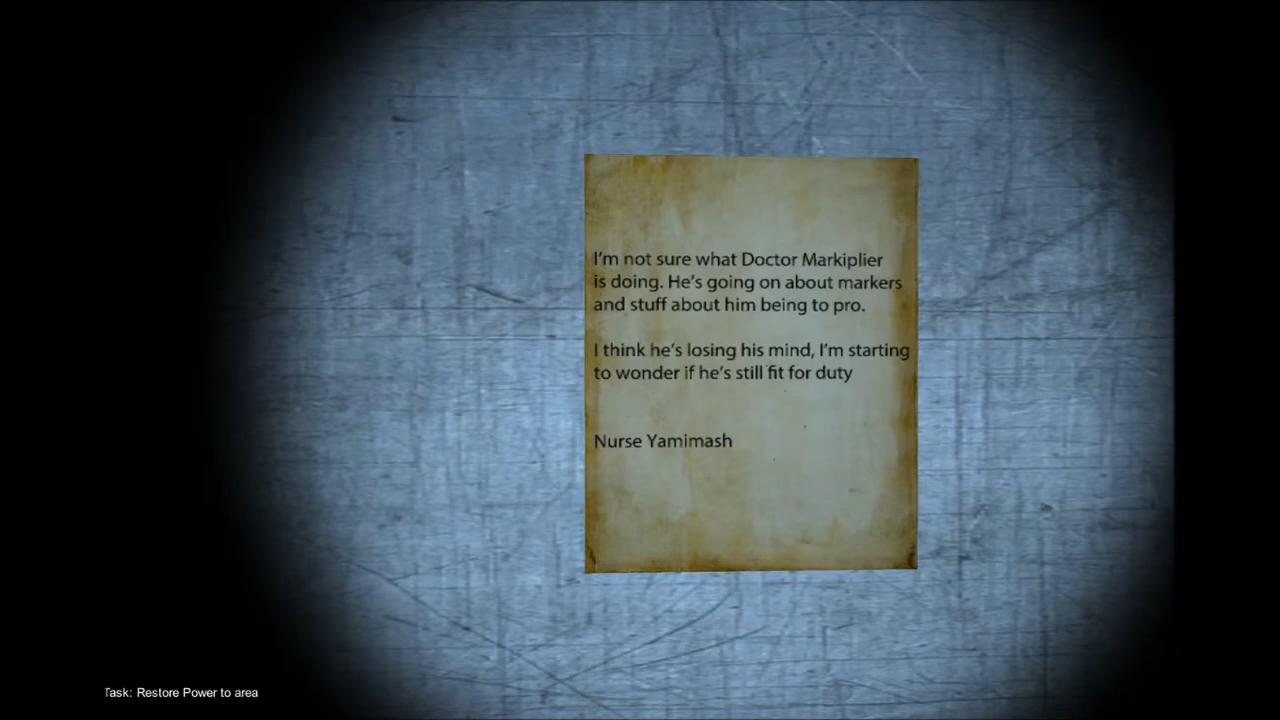 I'm not sure what Doctor Markiplier
is doing. He's going on about markers
and stuff about him being to pro.
I think he's losing his mind, I'm starting
to wonder if he's still fit for duty
Nurse Yamimash
Task: Restore Power to area